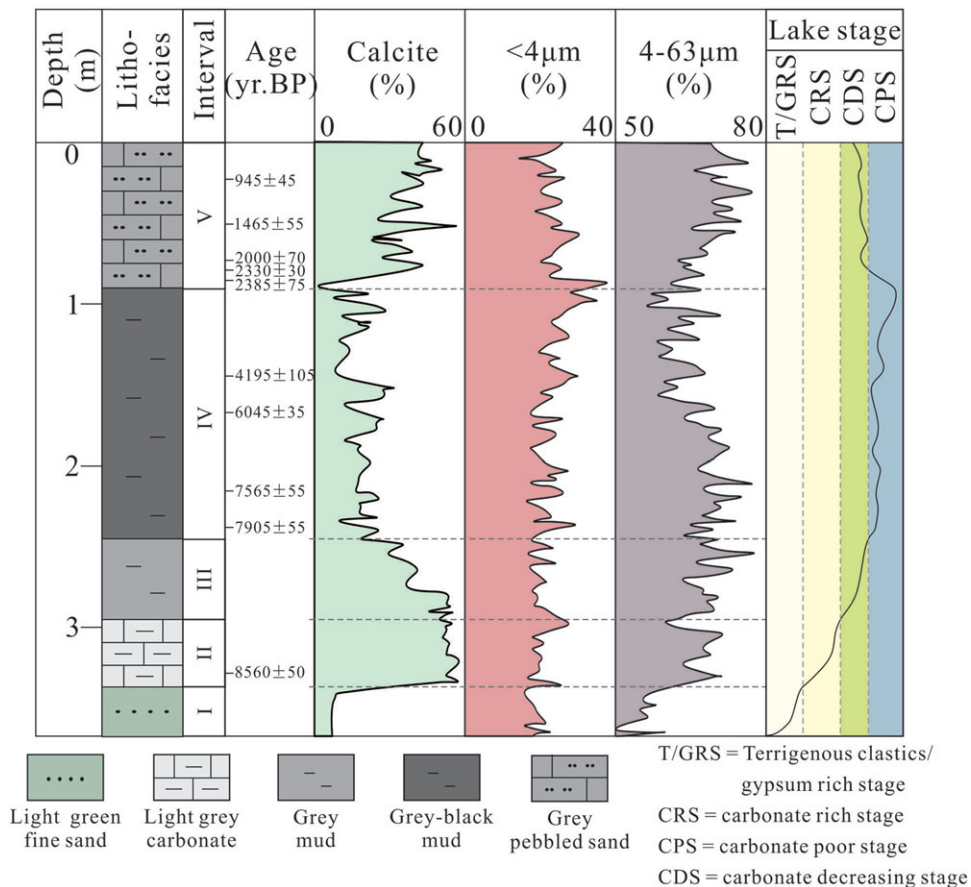 Depth (m)
Litho-facies
Interval
Age
(yr.BP)
Calcite
(%)
<4μm
(%)
4-63μm
(%)
Lake stage
T/GRS
CRS
CDS
CPS
0 60
0 40
50 80
0
1
2
3
V
IV
III
II
I
945±45
1465±55
2000±70
2330±30
2385±75
4195±105
6045±35
7565±55
7905±55
8560±50
Light green
fine sand
Light grey
carbonate
Grey
mud
Grey-black
mud
Grey
pebbled sand
T/GRS = Terrigenous clastics/
gypsum rich stage
CRS = carbonate rich stage
CPS = carbonate poor stage
CDS = carbonate decreasing stage